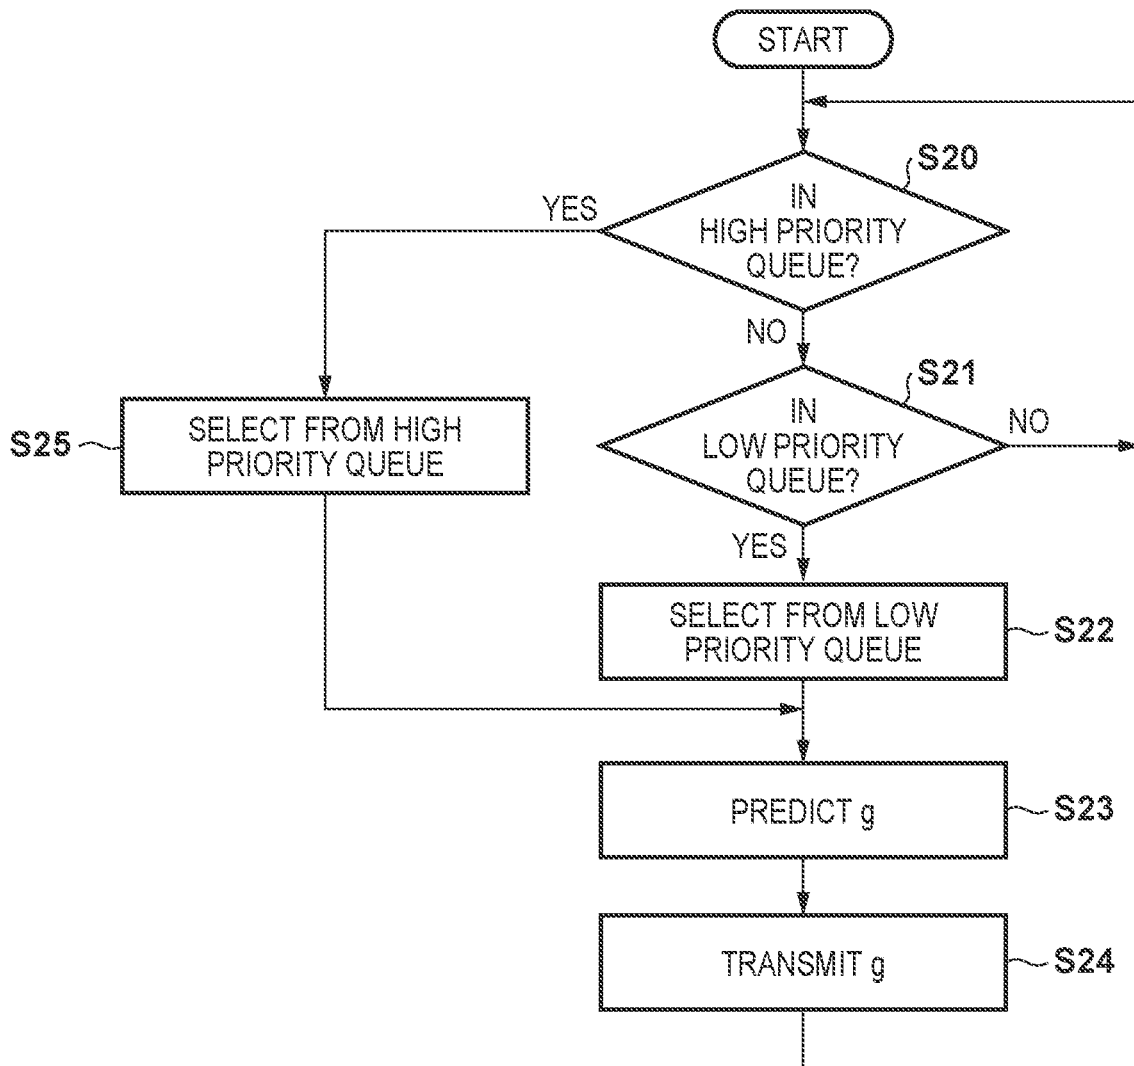 START
S20
IN
HIGH PRIORITY
QUEUE?
YES
NO
S21
IN
LOW PRIORITY
QUEUE?
NO
S25
SELECT FROM HIGH
PRIORITY QUEUE
YES
SELECT FROM LOW
PRIORITY QUEUE
S22
PREDICT g
S23
TRANSMIT g
S24